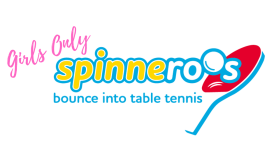 Girls Only
spinneroos
bounce into table tennis